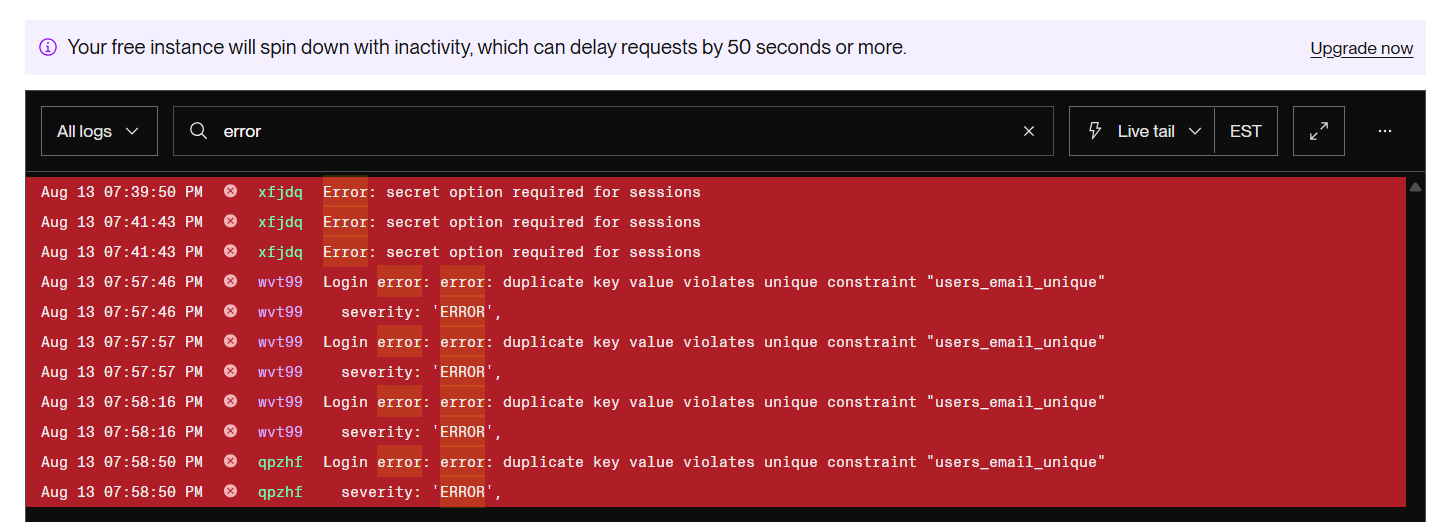 Your free instance will spin down with inactivity, which can delay requests by 50 seconds or more. Upgrade now
All logs error Live tail EST ...
Aug 13 07:39:50 PM xfjdq Error: secret option required for sessions
Aug 13 07:41:43 PM xfjdq Error: secret option required for sessions
Aug 13 07:41:43 PM xfjdq Error: secret option required for sessions
Aug 13 07:57:46 PM wvt99 Login error: error: duplicate key value violates unique constraint "users_email_unique"
Aug 13 07:57:46 PM wvt99 severity: 'ERROR',
Aug 13 07:57:57 PM wvt99 Login error: error: duplicate key value violates unique constraint "users_email_unique"
Aug 13 07:57:57 PM wvt99 severity: 'ERROR',
Aug 13 07:58:16 PM wvt99 Login error: error: duplicate key value violates unique constraint "users_email_unique"
Aug 13 07:58:16 PM wvt99 severity: 'ERROR',
Aug 13 07:58:50 PM qpzhf Login error: error: duplicate key value violates unique constraint "users_email_unique"
Aug 13 07:58:50 PM qpzhf severity: 'ERROR',